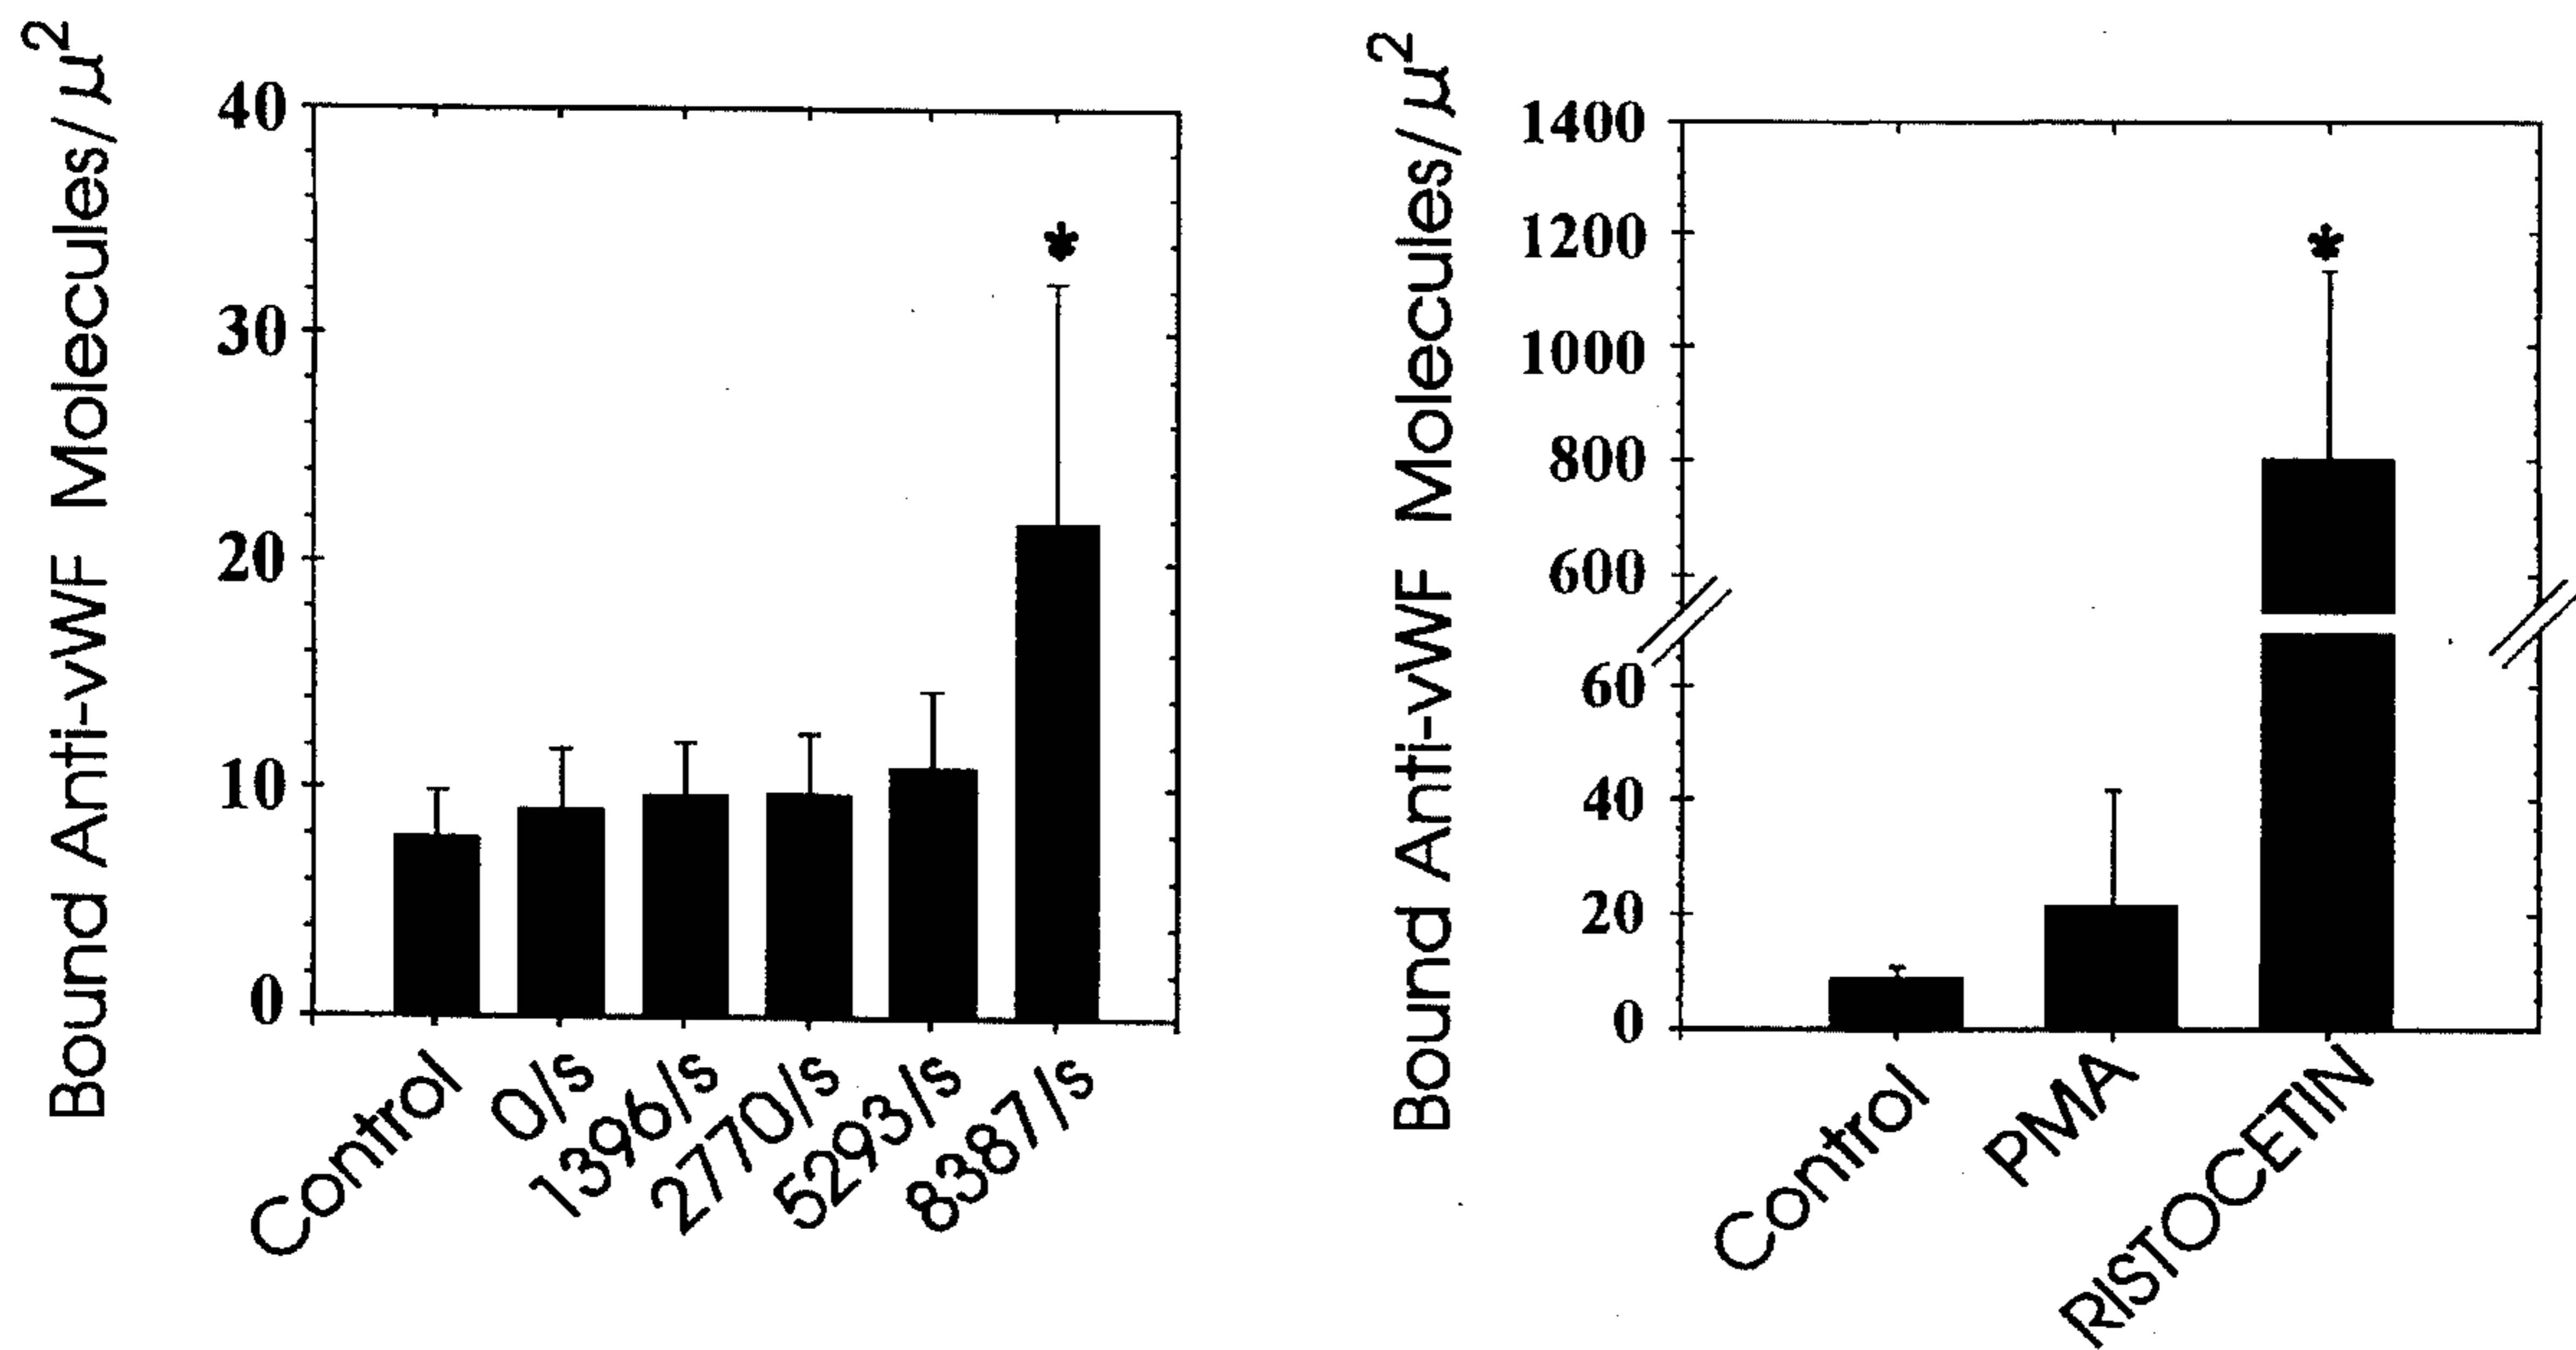 Bound Anti-vWF Molecules/μ²
40
30
20
10
0
*
Control
0/s
1396/s
2770/s
5293/s
8387/s
Bound Anti-vWF Molecules/μ²
1400
1200
1000
800
600
60
40
20
0
*
Control
PMA
RISTOCETIN